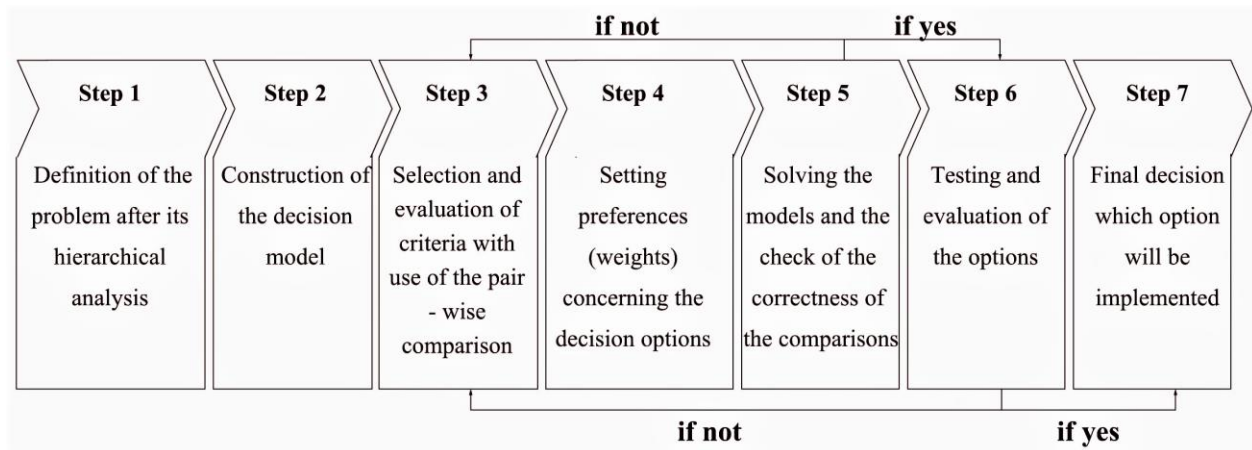 if not
if yes
Step 1
Definition of the
problem after its
hierarchical
analysis
Step 2
Construction of
the decision
model
Step 3
Selection and
evaluation of
criteria with
use of the pair
- wise
comparison
Step 4
Setting
preferences
(weights)
concerning the
decision options
Step 5
Solving the
models and the
check of the
correctness of
the comparisons
Step 6
Testing and
evaluation of
the options
Step 7
Final decision
which option
will be
implemented
if not
if yes